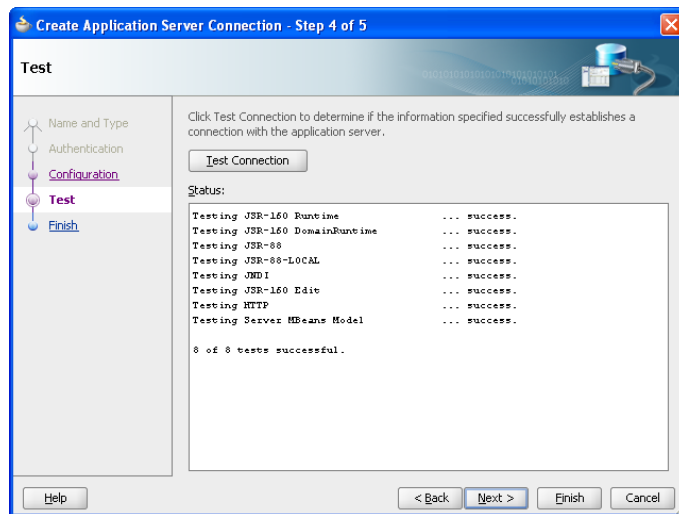 Create Application Server Connection - Step 4 of 5
Test
Name and Type
Authentication
Configuration
Test
Finish
Click Test Connection to determine if the information specified successfully establishes a
connection with the application server.
Test Connection
Status:
Testing JSR-160 Runtime ... success.
Testing JSR-160 DomainRuntime ... success.
Testing JSR-88 ... success.
Testing JSR-88-LOCAL ... success.
Testing JNDI ... success.
Testing JSR-160 Edit ... success.
Testing HTTP ... success.
Testing Server MBeans Model ... success.
8 of 8 tests successful.
Help
< Back
Next >
Finish
Cancel